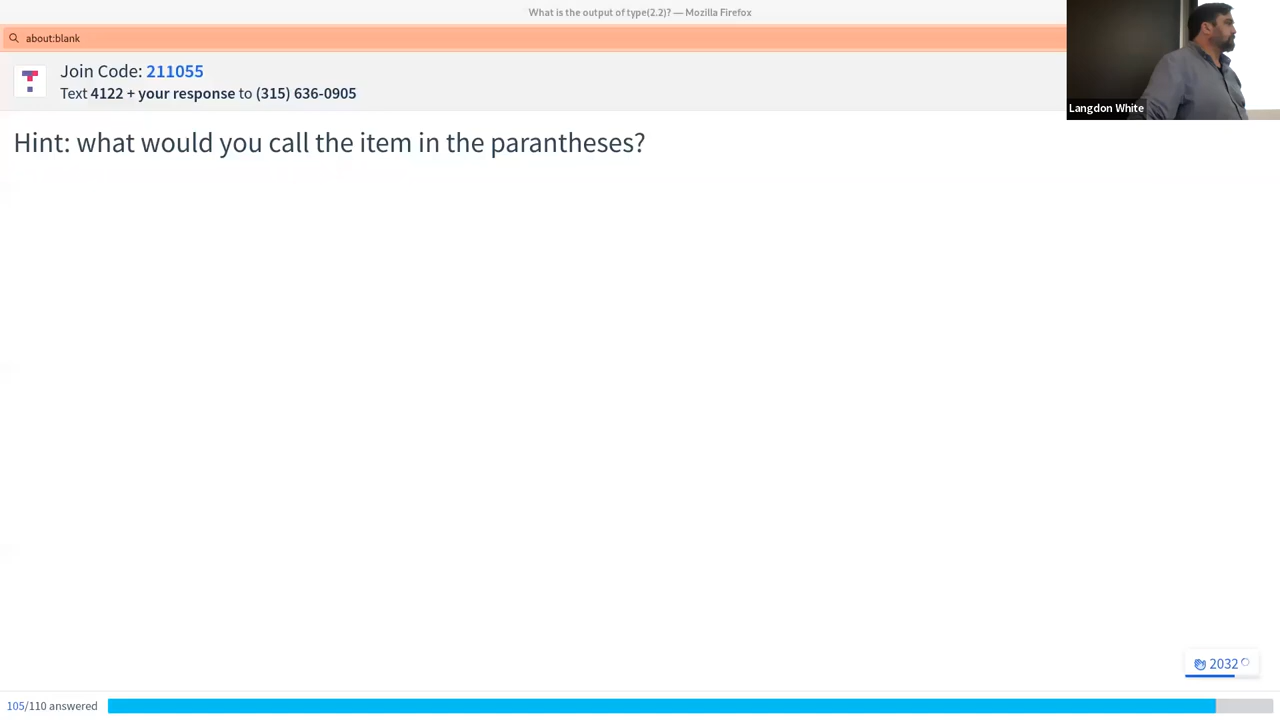 What is the output of type(2.2)? — Mozilla Firefox
about:blank
Join Code: 211055
Text 4122 + your response to (315) 636-0905
Langdon White
Hint: what would you call the item in the parantheses?
2032
105/110 answered